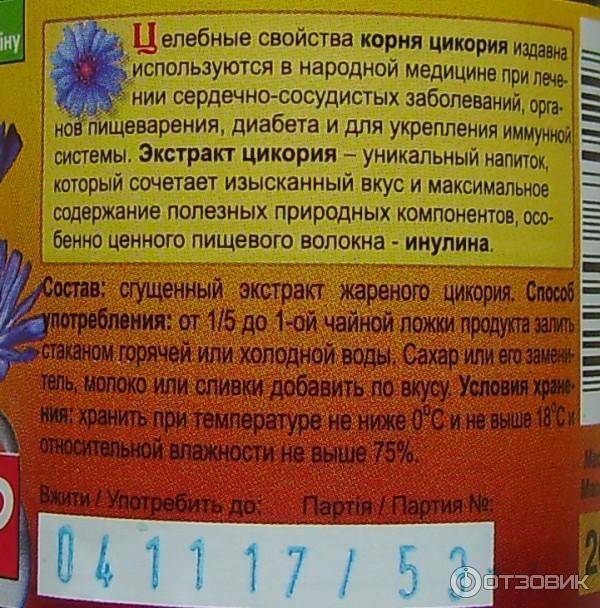 іну
Целебные свойства корня цикория издавна
используются в народной медицине при лече-
нии сердечно-сосудистых заболеваний, орга-
нов пищеварения, диабета и для укрепления иммунной
системы. Экстракт цикория – уникальный напиток,
который сочетает изысканный вкус и максимальное
содержание полезных природных компонентов, осо-
бенно ценного пищевого волокна - инулина.
Состав: сгущенный экстракт жареного цикория. Способ
употребления: от 1/5 до 1-ой чайной ложки продукта залить
стаканом горячей или холодной воды. Сахар или его замени-
тель, молоко или сливки добавить по вкусу. Условия хране-
ния: хранить при температуре не ниже 0°С и не выше 18°С и
относительной влажности не выше 75%.
Вжити / Употребить до: Партія / Партия №:
041117/53
ОТЗОВИК